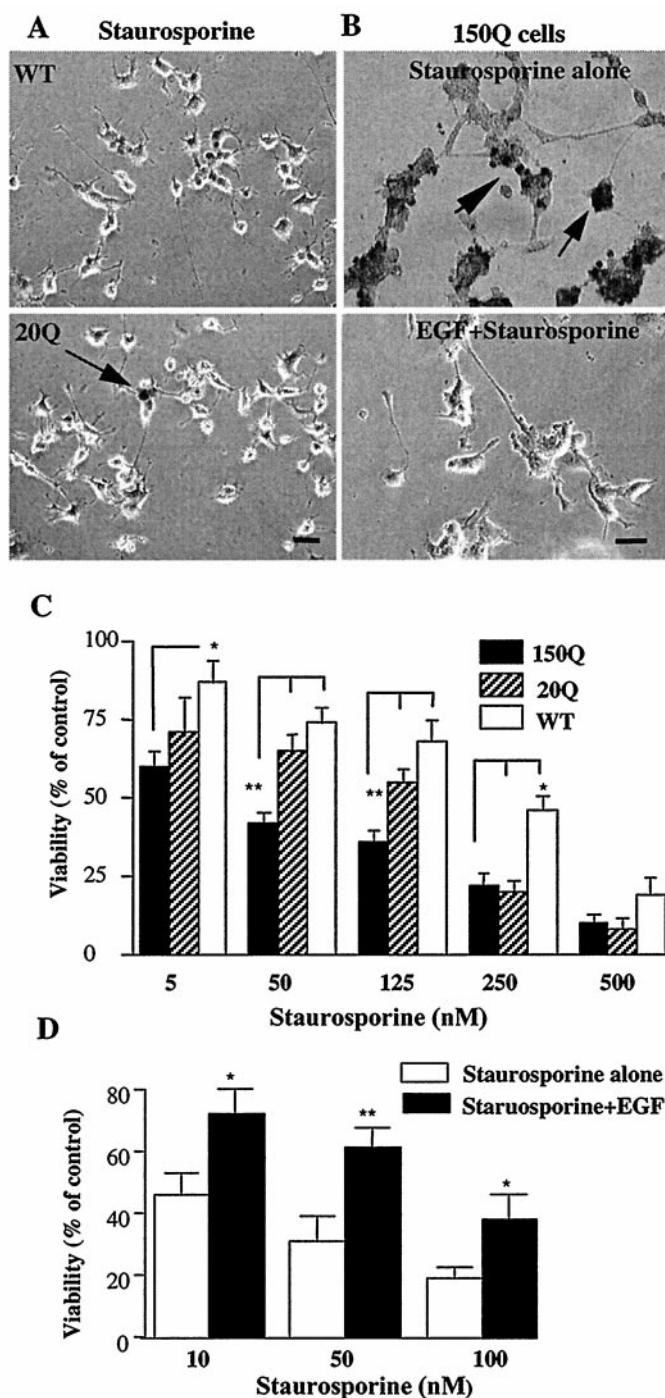 A Staurosporine
B 150Q cells
WT
Staurosporine alone
20Q
EGF+Staurosporine
C
100
75
50
25
0
Viability (% of control)
*
**
**
*
150Q
20Q
WT
5 50 125 250 500
Staurosporine (nM)
D
80
60
40
20
0
Viability (% of control)
*
**
*
Staurosporine alone
Staruosporine+EGF
10 50 100
Staurosporine (nM)